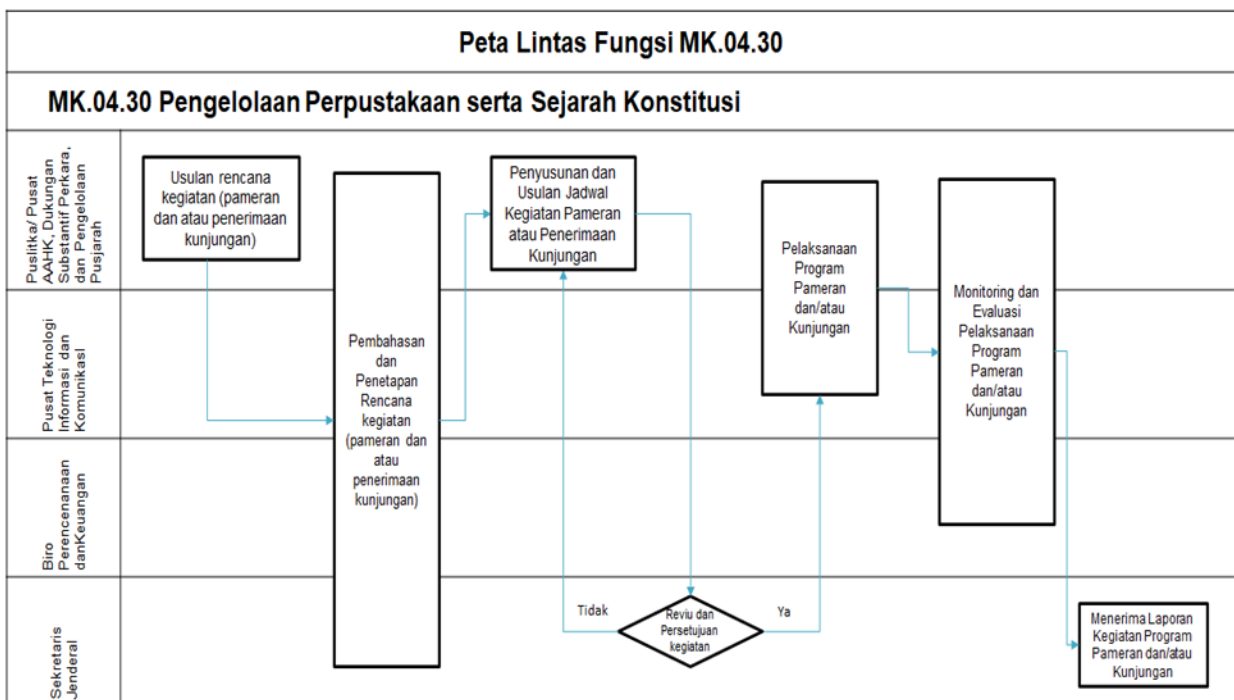 Peta Lintas Fungsi MK.04.30
MK.04.30 Pengelolaan Perpustakaan serta Sejarah Konstitusi
Puslitka/ Pusat
AAHK, Dukungan
Substantif Perkara,
dan Pengelolaan
Pusjarah
Usulan rencana
kegiatan (pameran
dan atau penerimaan
kunjungan)
Penyusunan dan
Usulan Jadwal
Kegiatan Pameran
atau Penerimaan
Kunjungan
Pelaksanaan
Program
Pameran
dan/atau
Kunjungan
Monitoring dan
Evaluasi
Pelaksanaan
Program
Pameran
dan/atau
Kunjungan
Pusat Teknologi
Informasi dan
KomunikasI
Pembahasan
dan
Penetapan
Rencana
kegiatan
(pameran dan
atau
penerimaan
kunjungan)
Biro
Perencenanaan
danKeuangan
Sekretaris
Jenderal
Tidak
Reviu dan
Persetujuan
kegiatan
Ya
Menerima Laporan
Kegiatan Program
Pameran dan/atau
Kunjungan